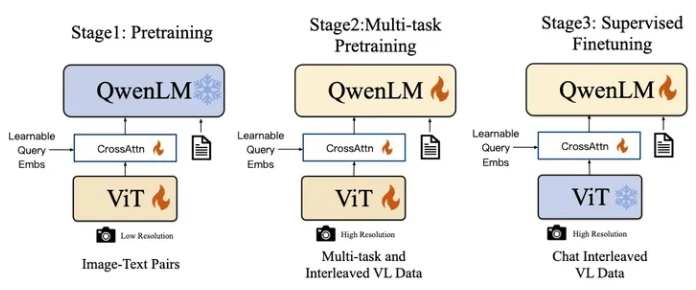 Stage1: Pretraining
QwenLM
Learnable
Query
Embs
CrossAttn
ViT
Low Resolution
Image-Text Pairs
Stage2:Multi-task
Pretraining
QwenLM
Learnable
Query
Embs
CrossAttn
ViT
High Resolution
Multi-task and
Interleaved VL Data
Stage3: Supervised
Finetuning
QwenLM
Learnable
Query
Embs
CrossAttn
ViT
High Resolution
Chat Interleaved
VL Data